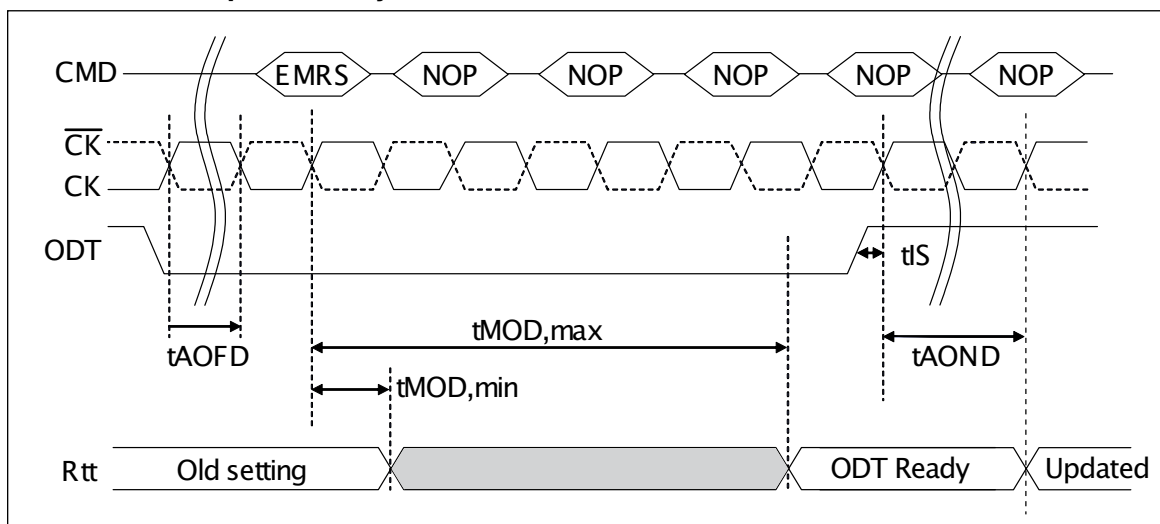 CMD EMRS NOP NOP NOP NOP NOP
CK
CK
ODT
tIS
tMOD,max
tAOFD
tAOND
tMOD,min
Rtt Old setting ODT Ready Updated